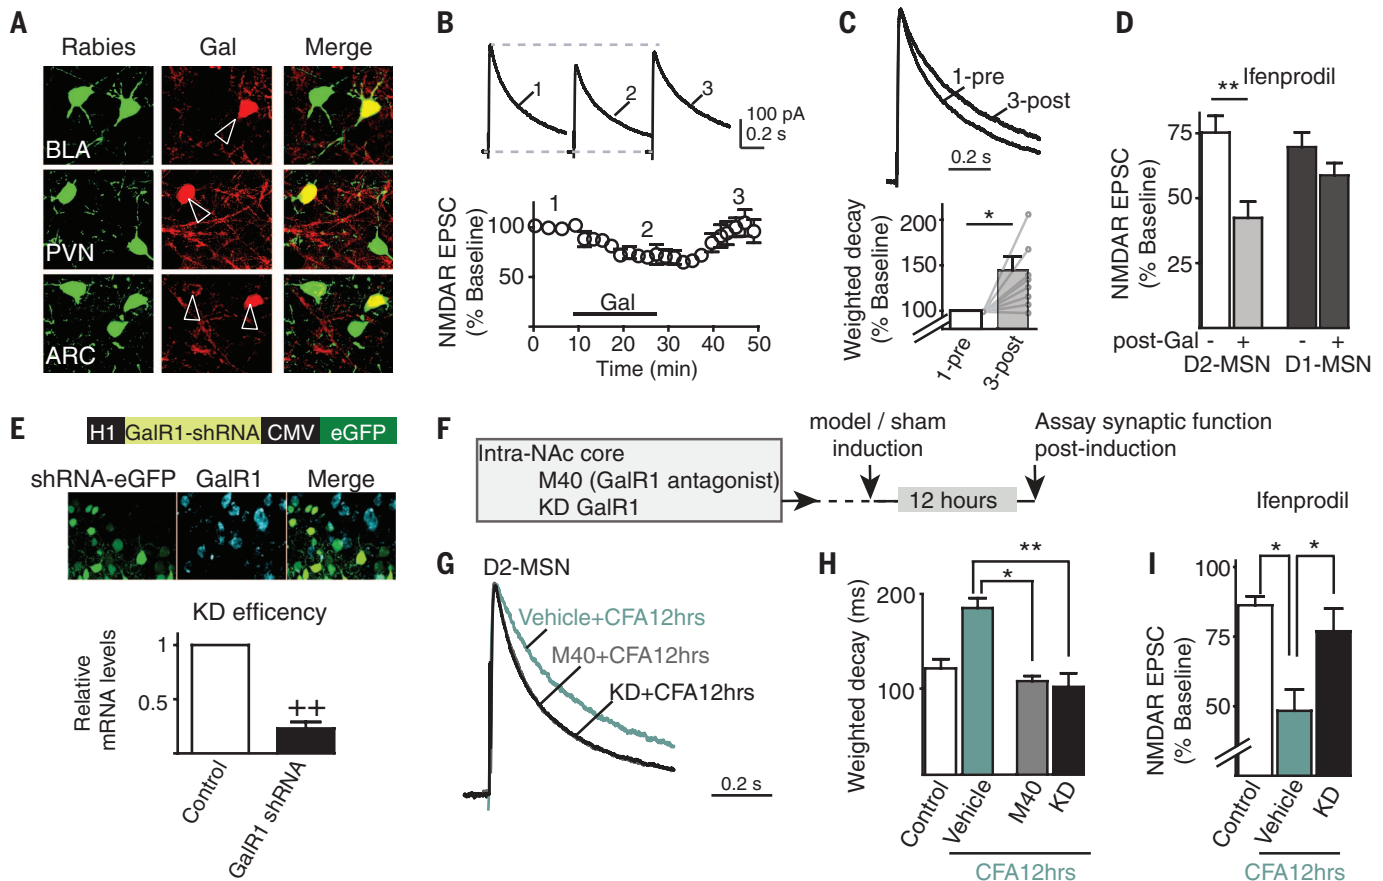 A
Rabies Gal Merge
BLA
PVN
ARC
B
1
2
3
100 pA
0.2 s
NMDAR EPSC
(% Baseline)
100
50
1
2
3
Gal
0 10 20 30 40 50
Time (min)
C
1-pre
3-post
0.2 s
Weighted decay
(% Baseline)
200
150
100
*
1-pre
3-post
D
Ifenprodil
**
NMDAR EPSC
(% Baseline)
75
50
25
post-Gal - + - +
D2-MSN D1-MSN
E
H1 GalR1-shRNA CMV eGFP
shRNA-eGFP GalR1 Merge
KD efficency
Relative
mRNA levels
1
0.5
++
Control
GalR1 shRNA
F
Intra-NAc core
M40 (GalR1 antagonist)
KD GalR1
model / sham
induction
12 hours
Assay synaptic function
post-induction
G
D2-MSN
Vehicle+CFA12hrs
M40+CFA12hrs
KD+CFA12hrs
0.2 s
H
Weighted decay (ms)
200
100
**
*
Control
Vehicle
M40
KD
CFA12hrs
I
Ifenprodil
NMDAR EPSC
(% Baseline)
100
75
50
* *
Control
Vehicle
KD
CFA12hrs